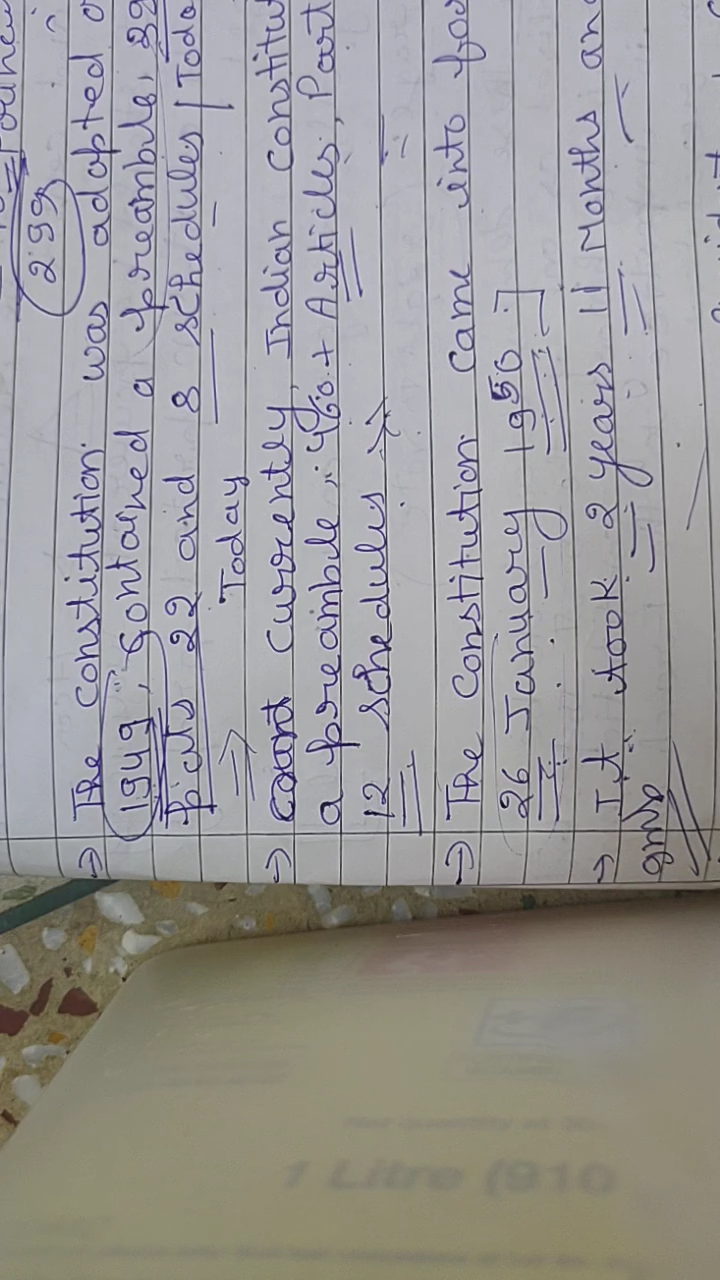 299
→ The constitution was adopted o
1949, contained a preamble, 39
Parts 22 and 8 schedules / Toda
⇒ Today
→ Currently, Indian Constitu
a preamble, 460+ Articles, Part
12 schedules
→ The Constitution Came into for
26 January 1950
→ It took 2 years 11 Months and
1 Litre (910